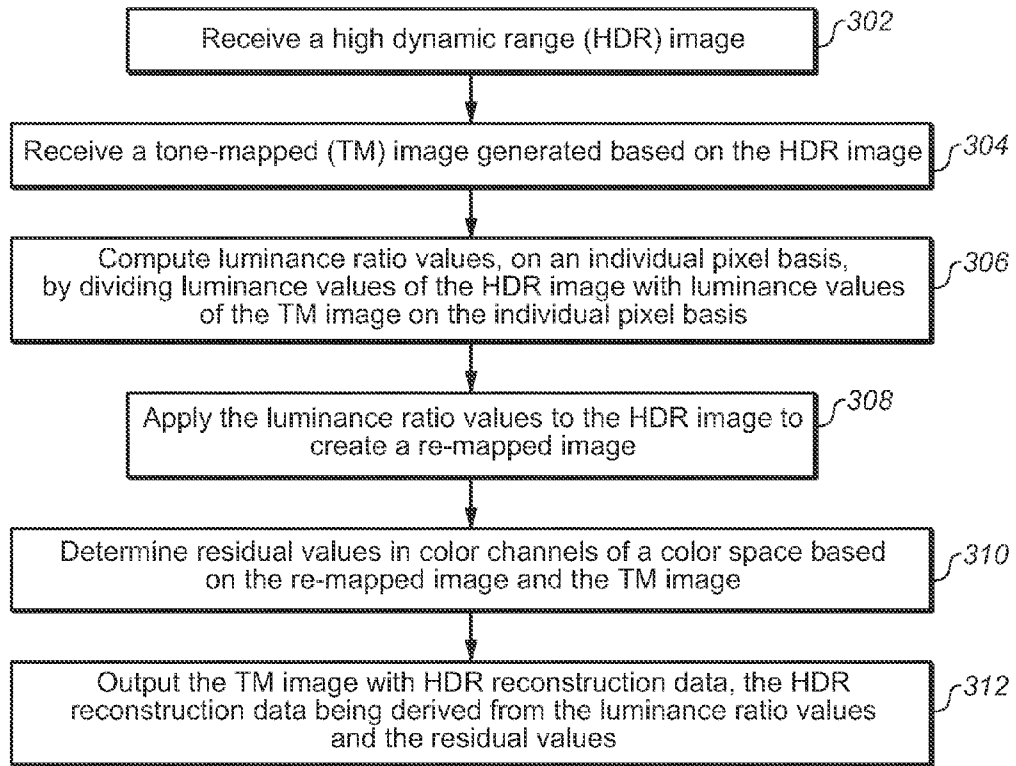 Receive a high dynamic range (HDR) image
302
Receive a tone-mapped (TM) image generated based on the HDR image
304
Compute luminance ratio values, on an individual pixel basis,
by dividing luminance values of the HDR image with luminance values
of the TM image on the individual pixel basis
306
Apply the luminance ratio values to the HDR image to
create a re-mapped image
308
Determine residual values in color channels of a color space based
on the re-mapped image and the TM image
310
Output the TM image with HDR reconstruction data, the HDR
reconstruction data being derived from the luminance ratio values
and the residual values
312